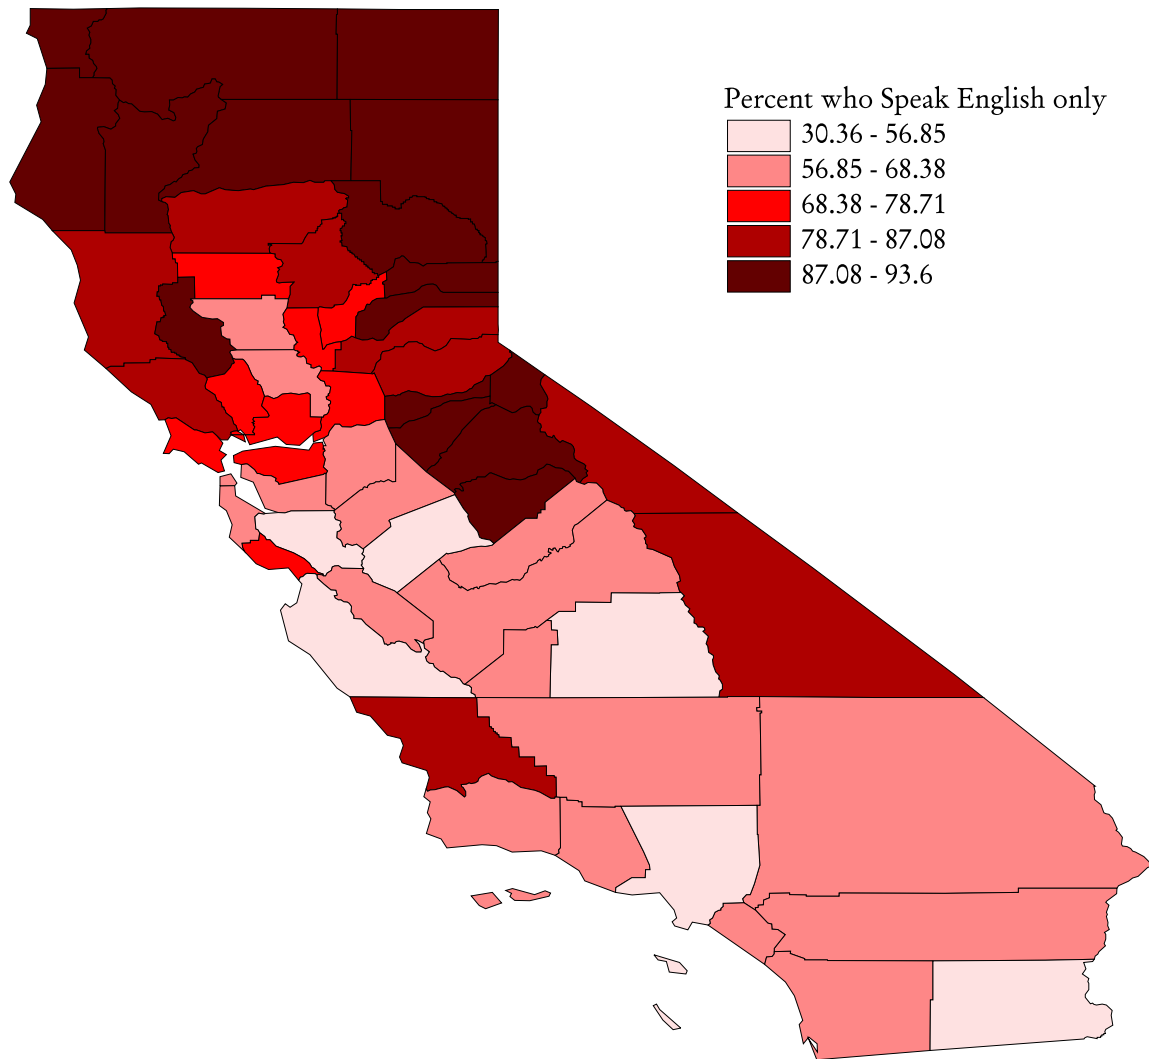 Percent who Speak English only
30.36 - 56.85
56.85 - 68.38
68.38 - 78.71
78.71 - 87.08
87.08 - 93.6